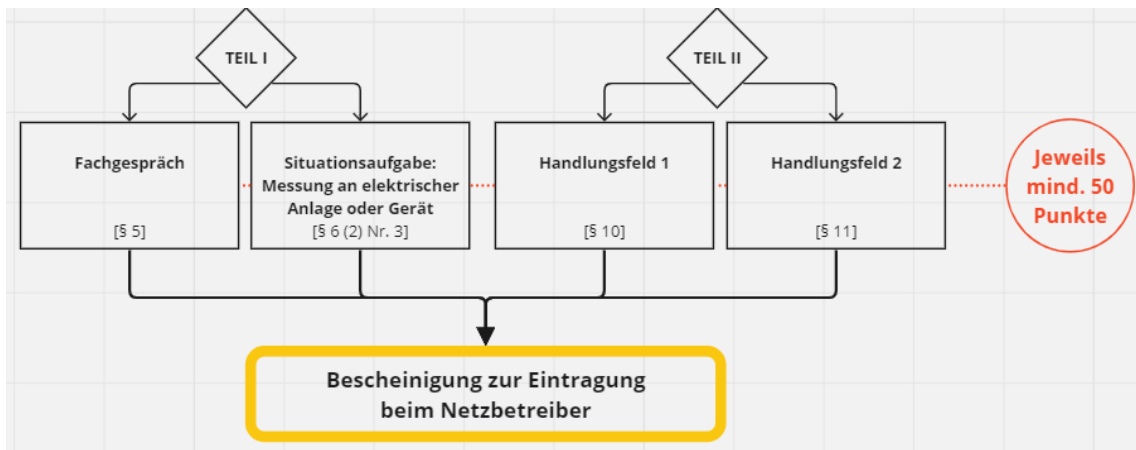 TEIL I
TEIL II
Fachgespräch
[§ 5]
Situationsaufgabe:
Messung an elektrischer
Anlage oder Gerät
[§ 6 (2) Nr. 3]
Handlungsfeld 1
[§ 10]
Handlungsfeld 2
[§ 11]
Jeweils
mind. 50
Punkte
Bescheinigung zur Eintragung
beim Netzbetreiber